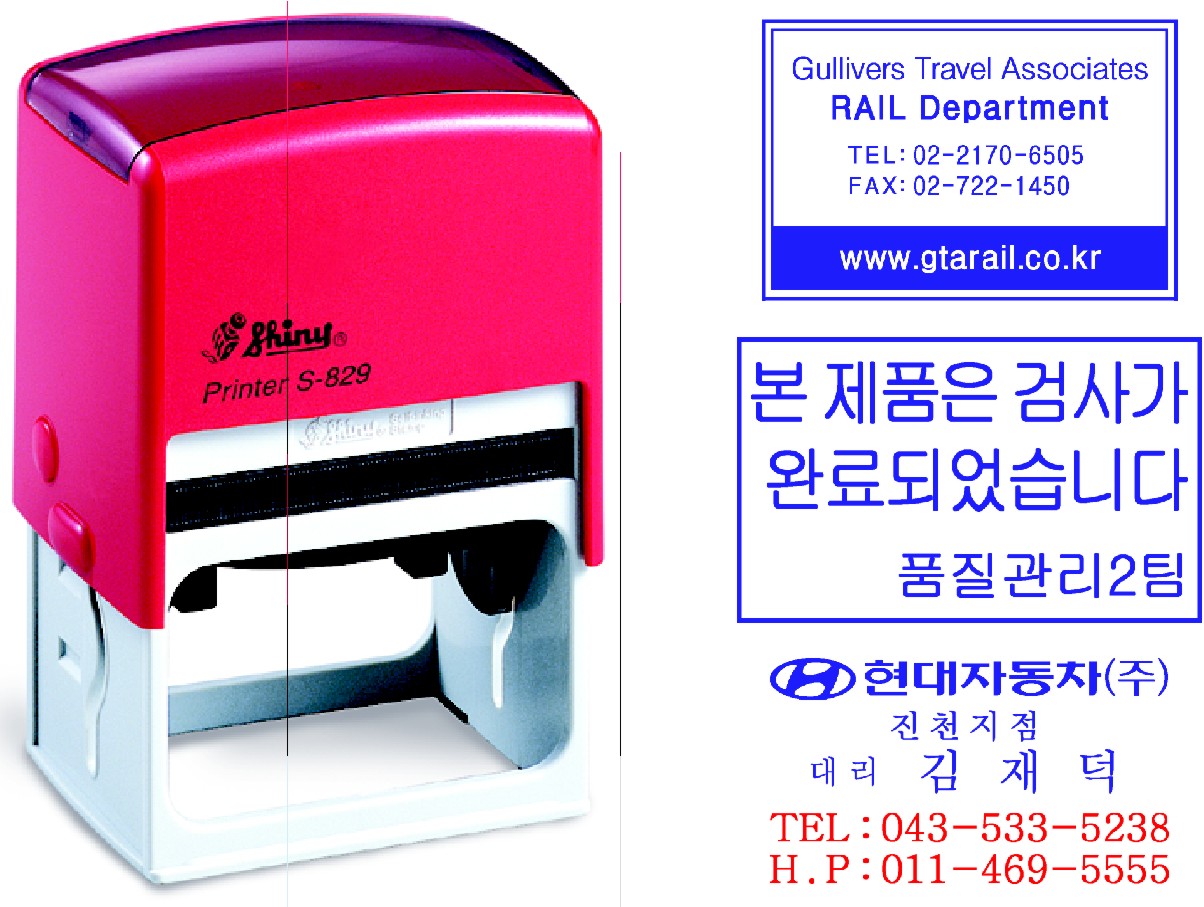 Shiny®
Printer S-829
Shiny
Gullivers Travel Associates
RAIL Department
TEL: 02-2170-6505
FAX: 02-722-1450
www.gtarail.co.kr
본 제품은 검사가
완료되었습니다
품질관리2팀
현대자동차(주)
진천지점
대리 김재덕
TEL:043-533-5238
H.P:011-469-5555